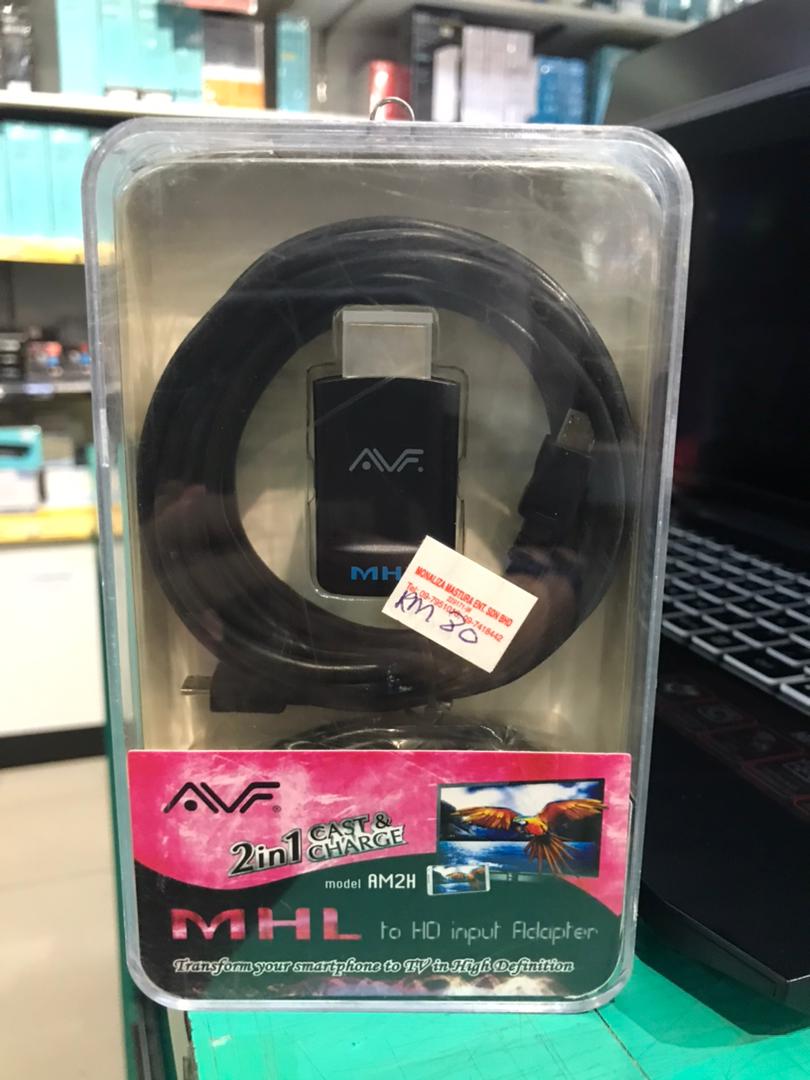 AVF
MH
MONALIZA MASTURA ENT. SDN BHD
RM 80
AVF®
2in1 CAST & CHARGE
model AM2H
MHL to HD input Adapter
Transform your smartphone to TV in High Definition